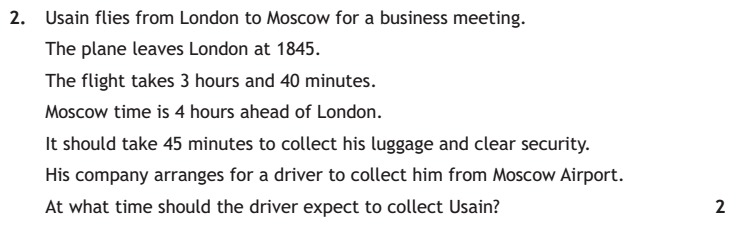 2. Usain flies from London to Moscow for a business meeting.
The plane leaves London at 1845.
The flight takes 3 hours and 40 minutes.
Moscow time is 4 hours ahead of London.
It should take 45 minutes to collect his luggage and clear security.
His company arranges for a driver to collect him from Moscow Airport.
At what time should the driver expect to collect Usain? 2